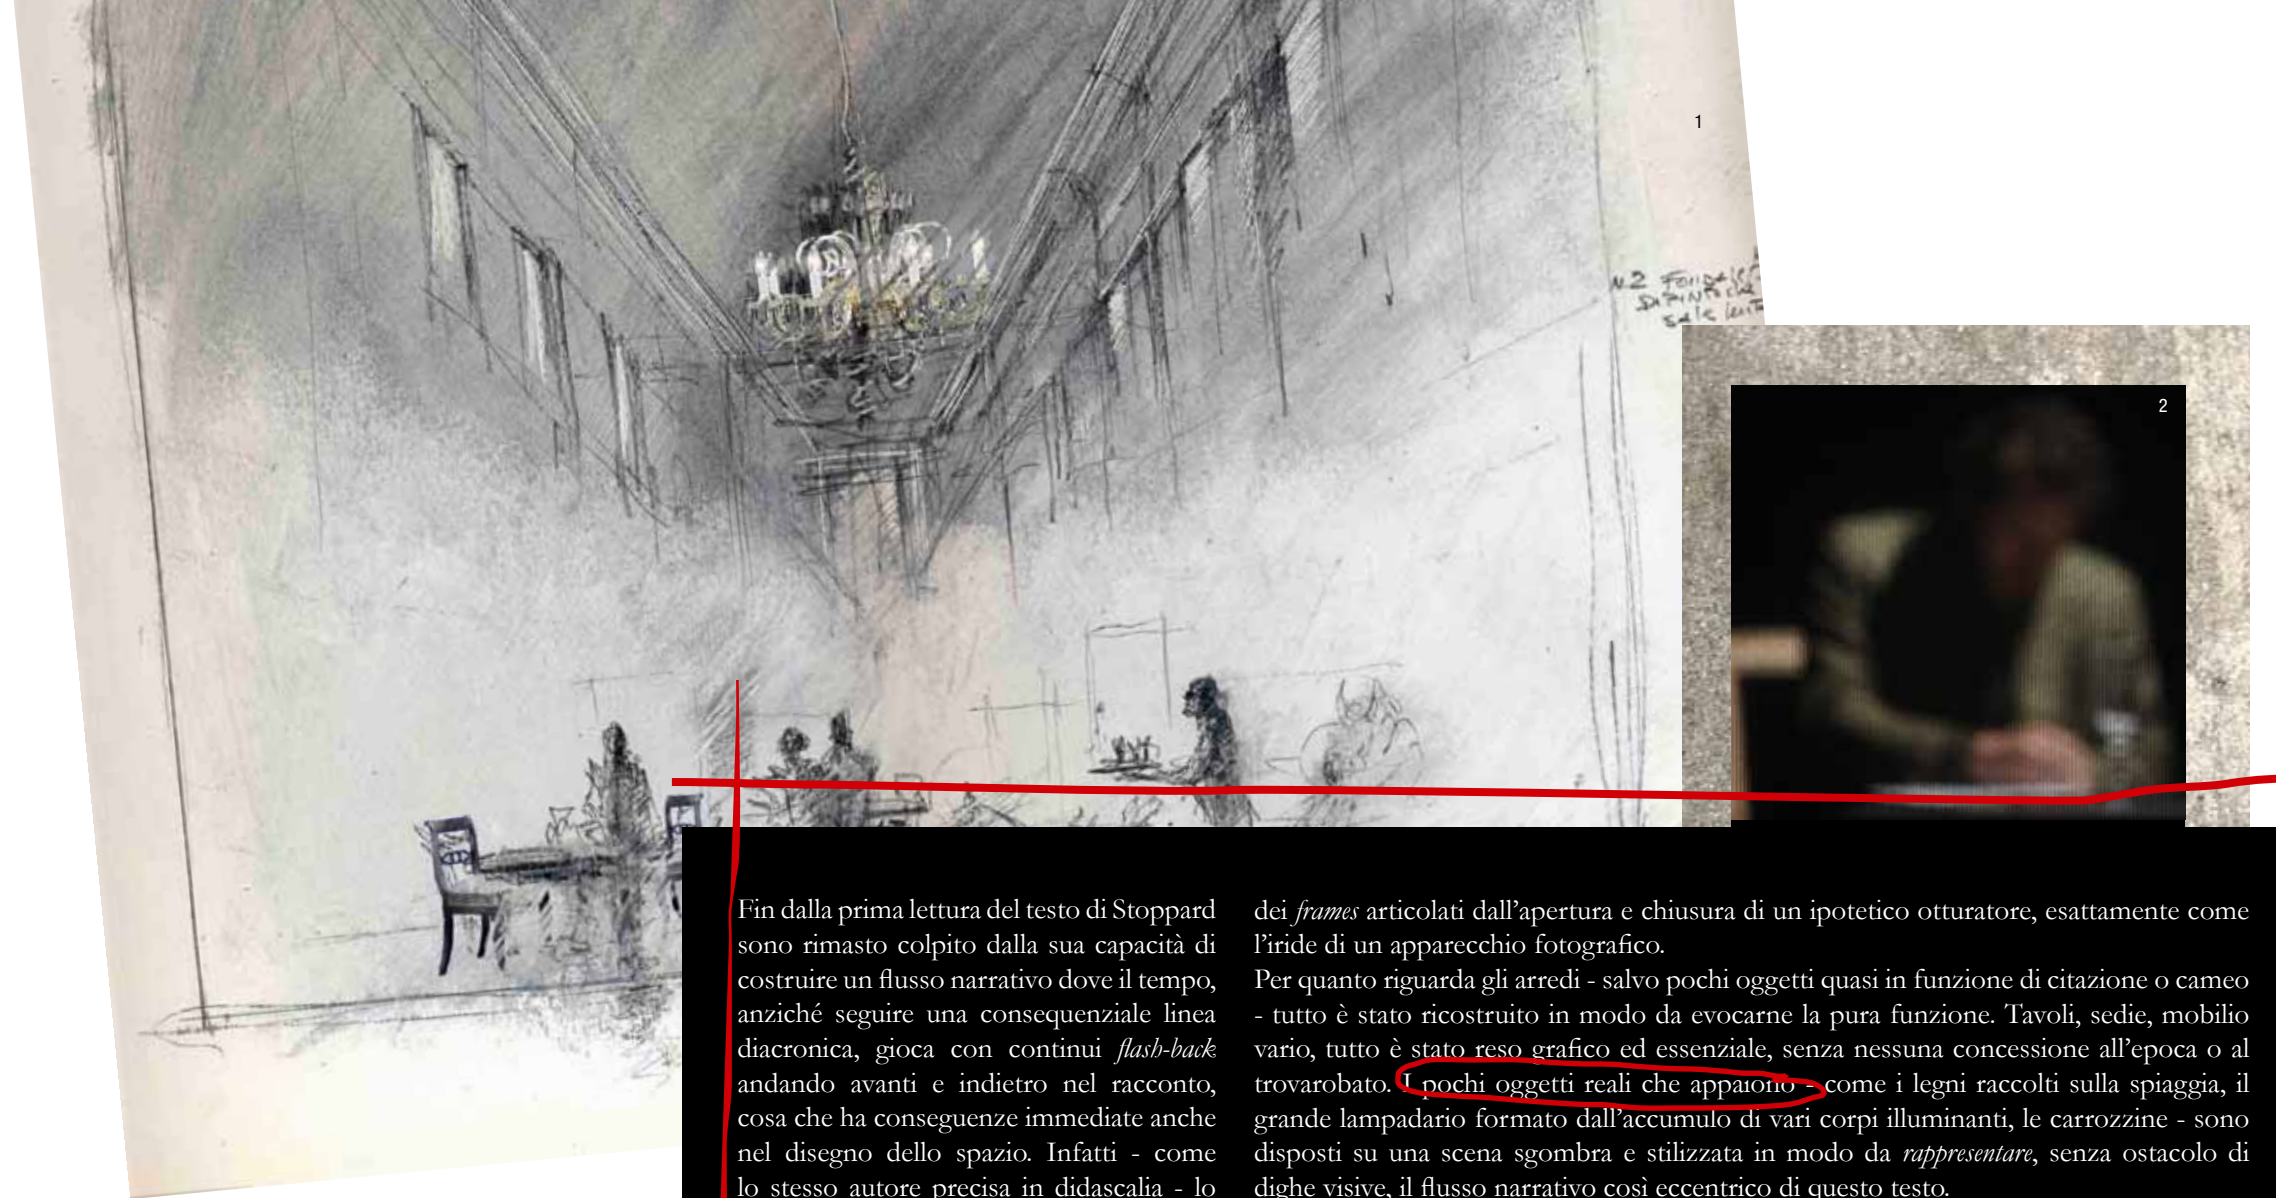 1
N.2
2
Fin dalla prima lettura del testo di Stoppard
sono rimasto colpito dalla sua capacità di
costruire un flusso narrativo dove il tempo,
anziché seguire una consequenziale linea
diacronica, gioca con continui flash-back
andando avanti e indietro nel racconto,
cosa che ha conseguenze immediate anche
nel disegno dello spazio. Infatti - come
lo stesso autore precisa in didascalia - lo
dei frames articolati dall'apertura e chiusura di un ipotetico otturatore, esattamente come
l'iride di un apparecchio fotografico.
Per quanto riguarda gli arredi - salvo pochi oggetti quasi in funzione di citazione o cameo
- tutto è stato ricostruito in modo da evocarne la pura funzione. Tavoli, sedie, mobilio
vario, tutto è stato reso grafico ed essenziale, senza nessuna concessione all'epoca o al
trovarobato. I pochi oggetti reali che appaiono - come i legni raccolti sulla spiaggia, il
grande lampadario formato dall'accumulo di vari corpi illuminanti, le carrozzine - sono
disposti su una scena sgombra e stilizzata in modo da rappresentare, senza ostacolo di
dighe visive, il flusso narrativo così eccentrico di questo testo.